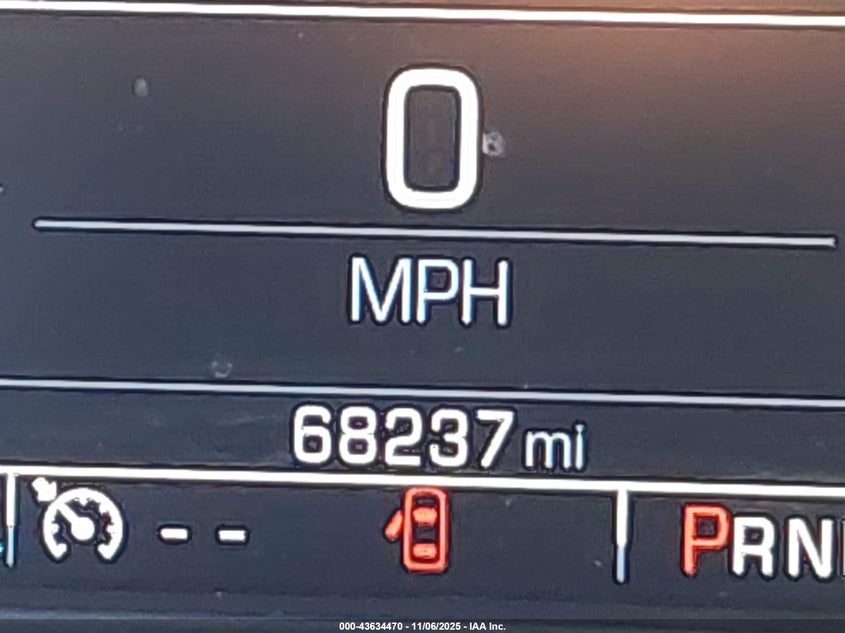 0
MPH
68237 mi
-- PRN
000-43634470 - 11/06/2025 - IAA Inc.